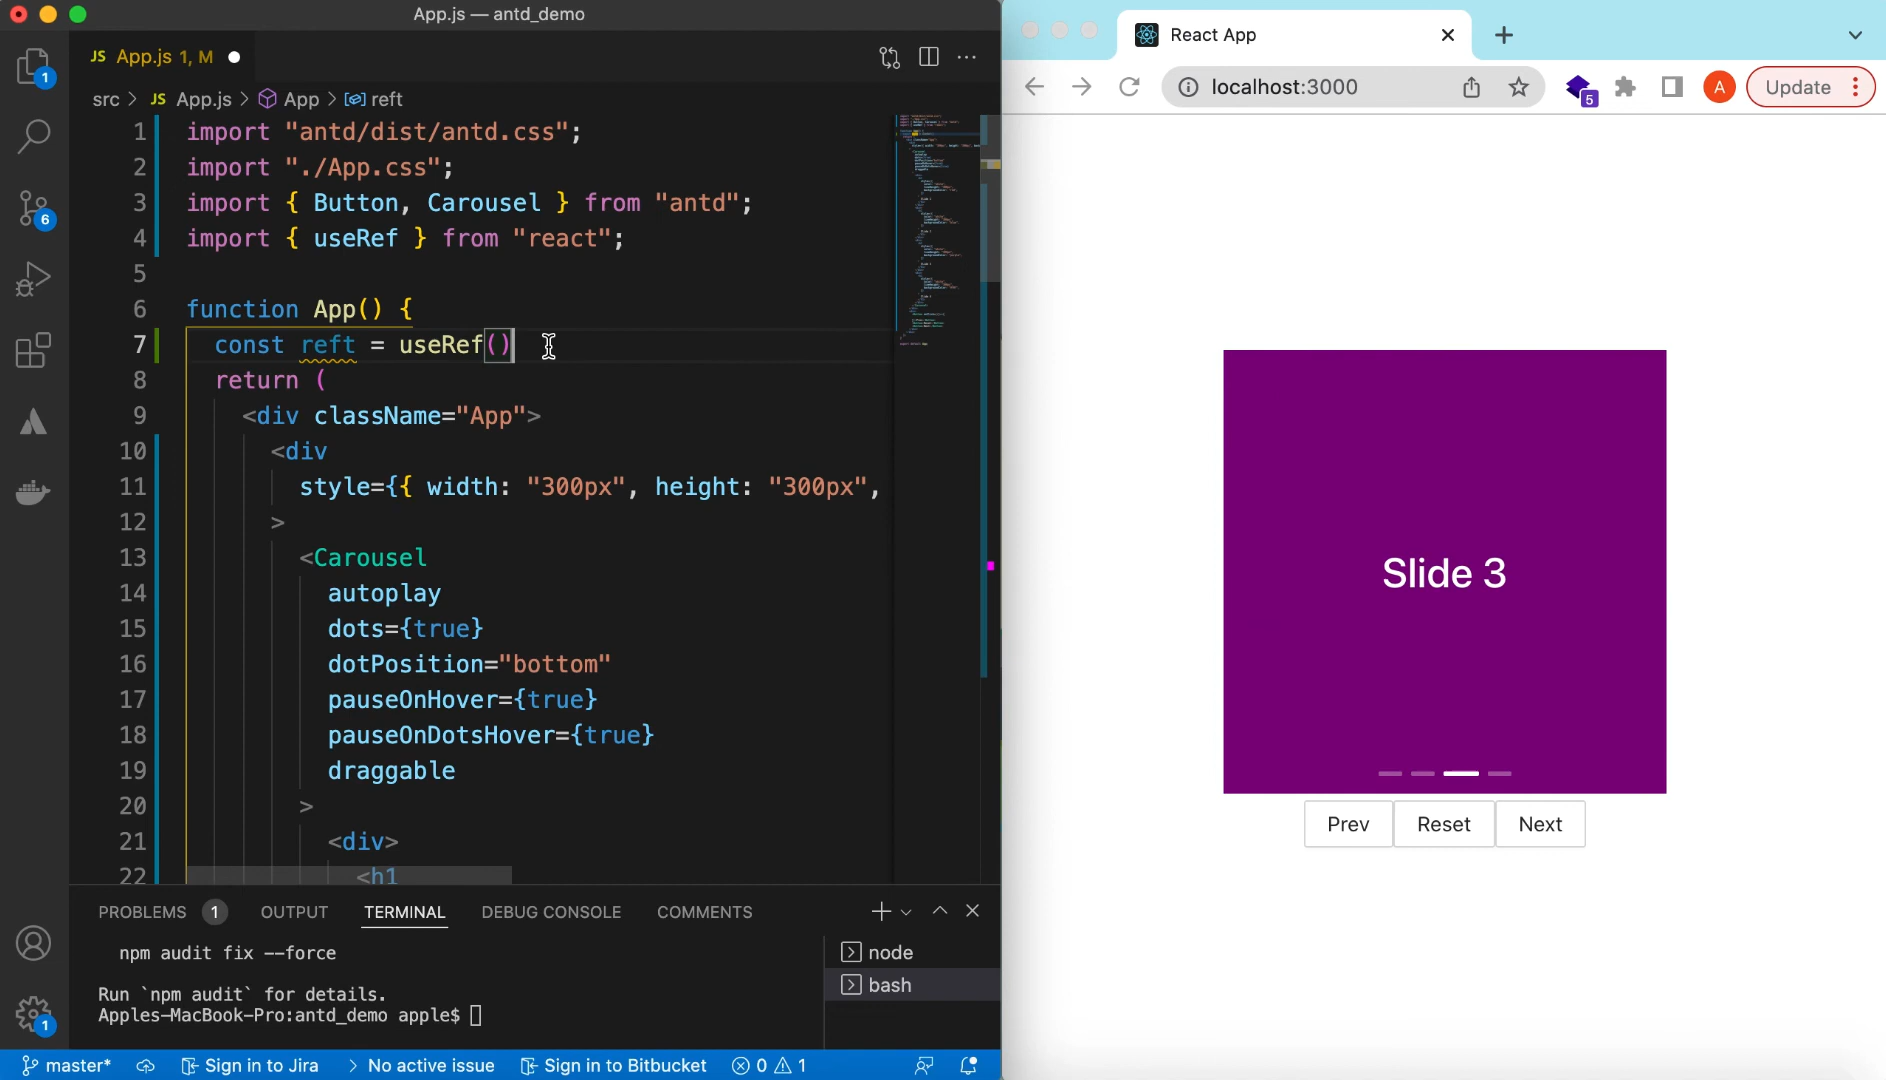 App.js — antd_demo
JS App.js 1, M
src > JS App.js > App > reft
1 import "antd/dist/antd.css";
2 import "./App.css";
3 import { Button, Carousel } from "antd";
4 import { useRef } from "react";
5
6 function App() {
7 const reft = useRef()
8 return (
9 <div className="App">
10 <div
11 style={{ width: "300px", height: "300px",
12 >
13 <Carousel
14 autoplay
15 dots={true}
16 dotPosition="bottom"
17 pauseOnHover={true}
18 pauseOnDotsHover={true}
19 draggable
20 >
21 <div>
22 <h1
1
6
1
PROBLEMS 1 OUTPUT TERMINAL DEBUG CONSOLE COMMENTS
npm audit fix --force
Run `npm audit` for details.
Apples-MacBook-Pro:antd_demo apple$
node
bash
master* Sign in to Jira No active issue Sign in to Bitbucket 0 1
React App
localhost:3000
5
A
Update
Slide 3
Prev Reset Next